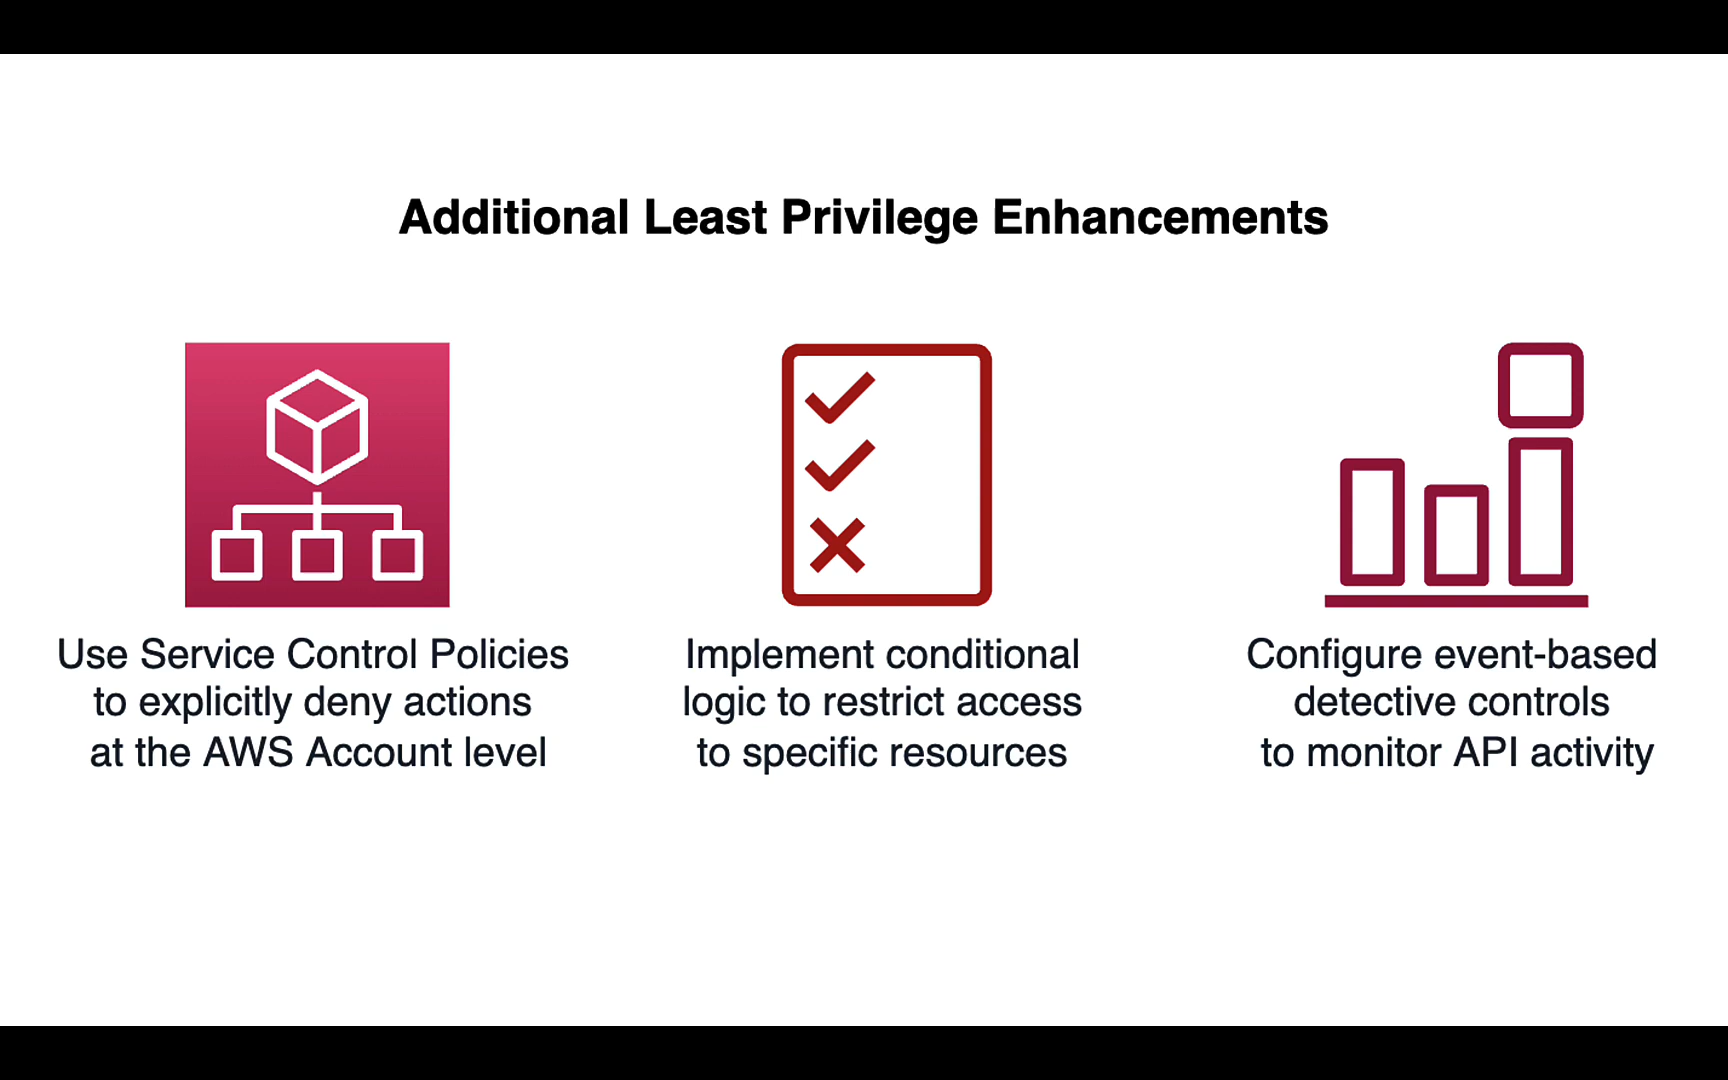 Additional Least Privilege Enhancements
Use Service Control Policies
to explicitly deny actions
at the AWS Account level
Implement conditional
logic to restrict access
to specific resources
Configure event-based
detective controls
to monitor API activity